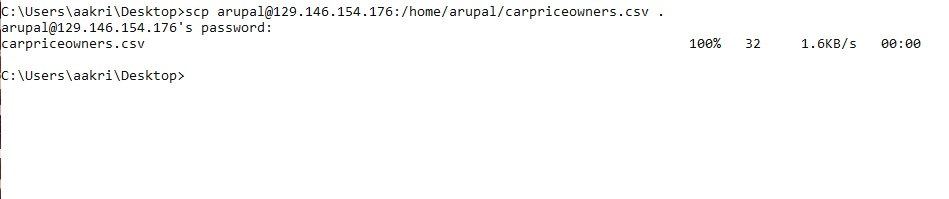 C:\Users\aakri\Desktop>scp arupal@129.146.154.176:/home/arupal/carpriceowners.csv .
arupal@129.146.154.176's password:
carpriceowners.csv 100% 32 1.6KB/s 00:00
C:\Users\aakri\Desktop>